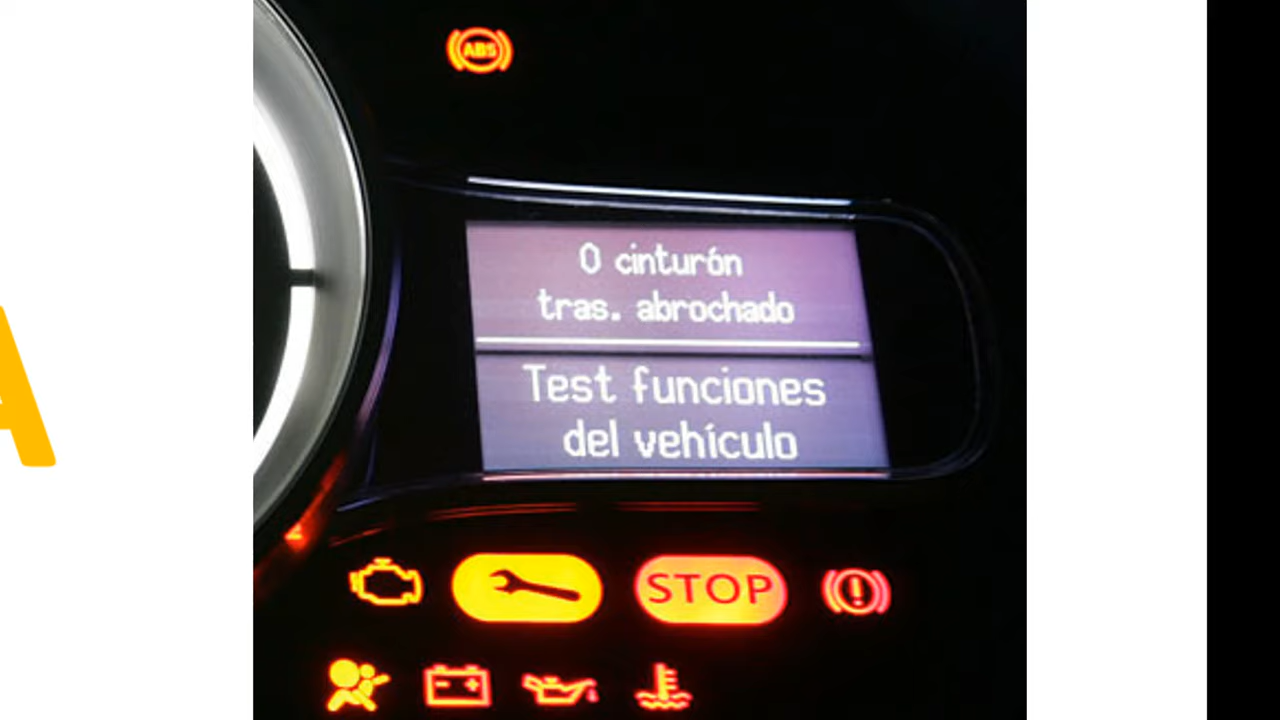 A
ABS
0 cinturón
tras. abrochado
Test funciones
del vehículo
STOP